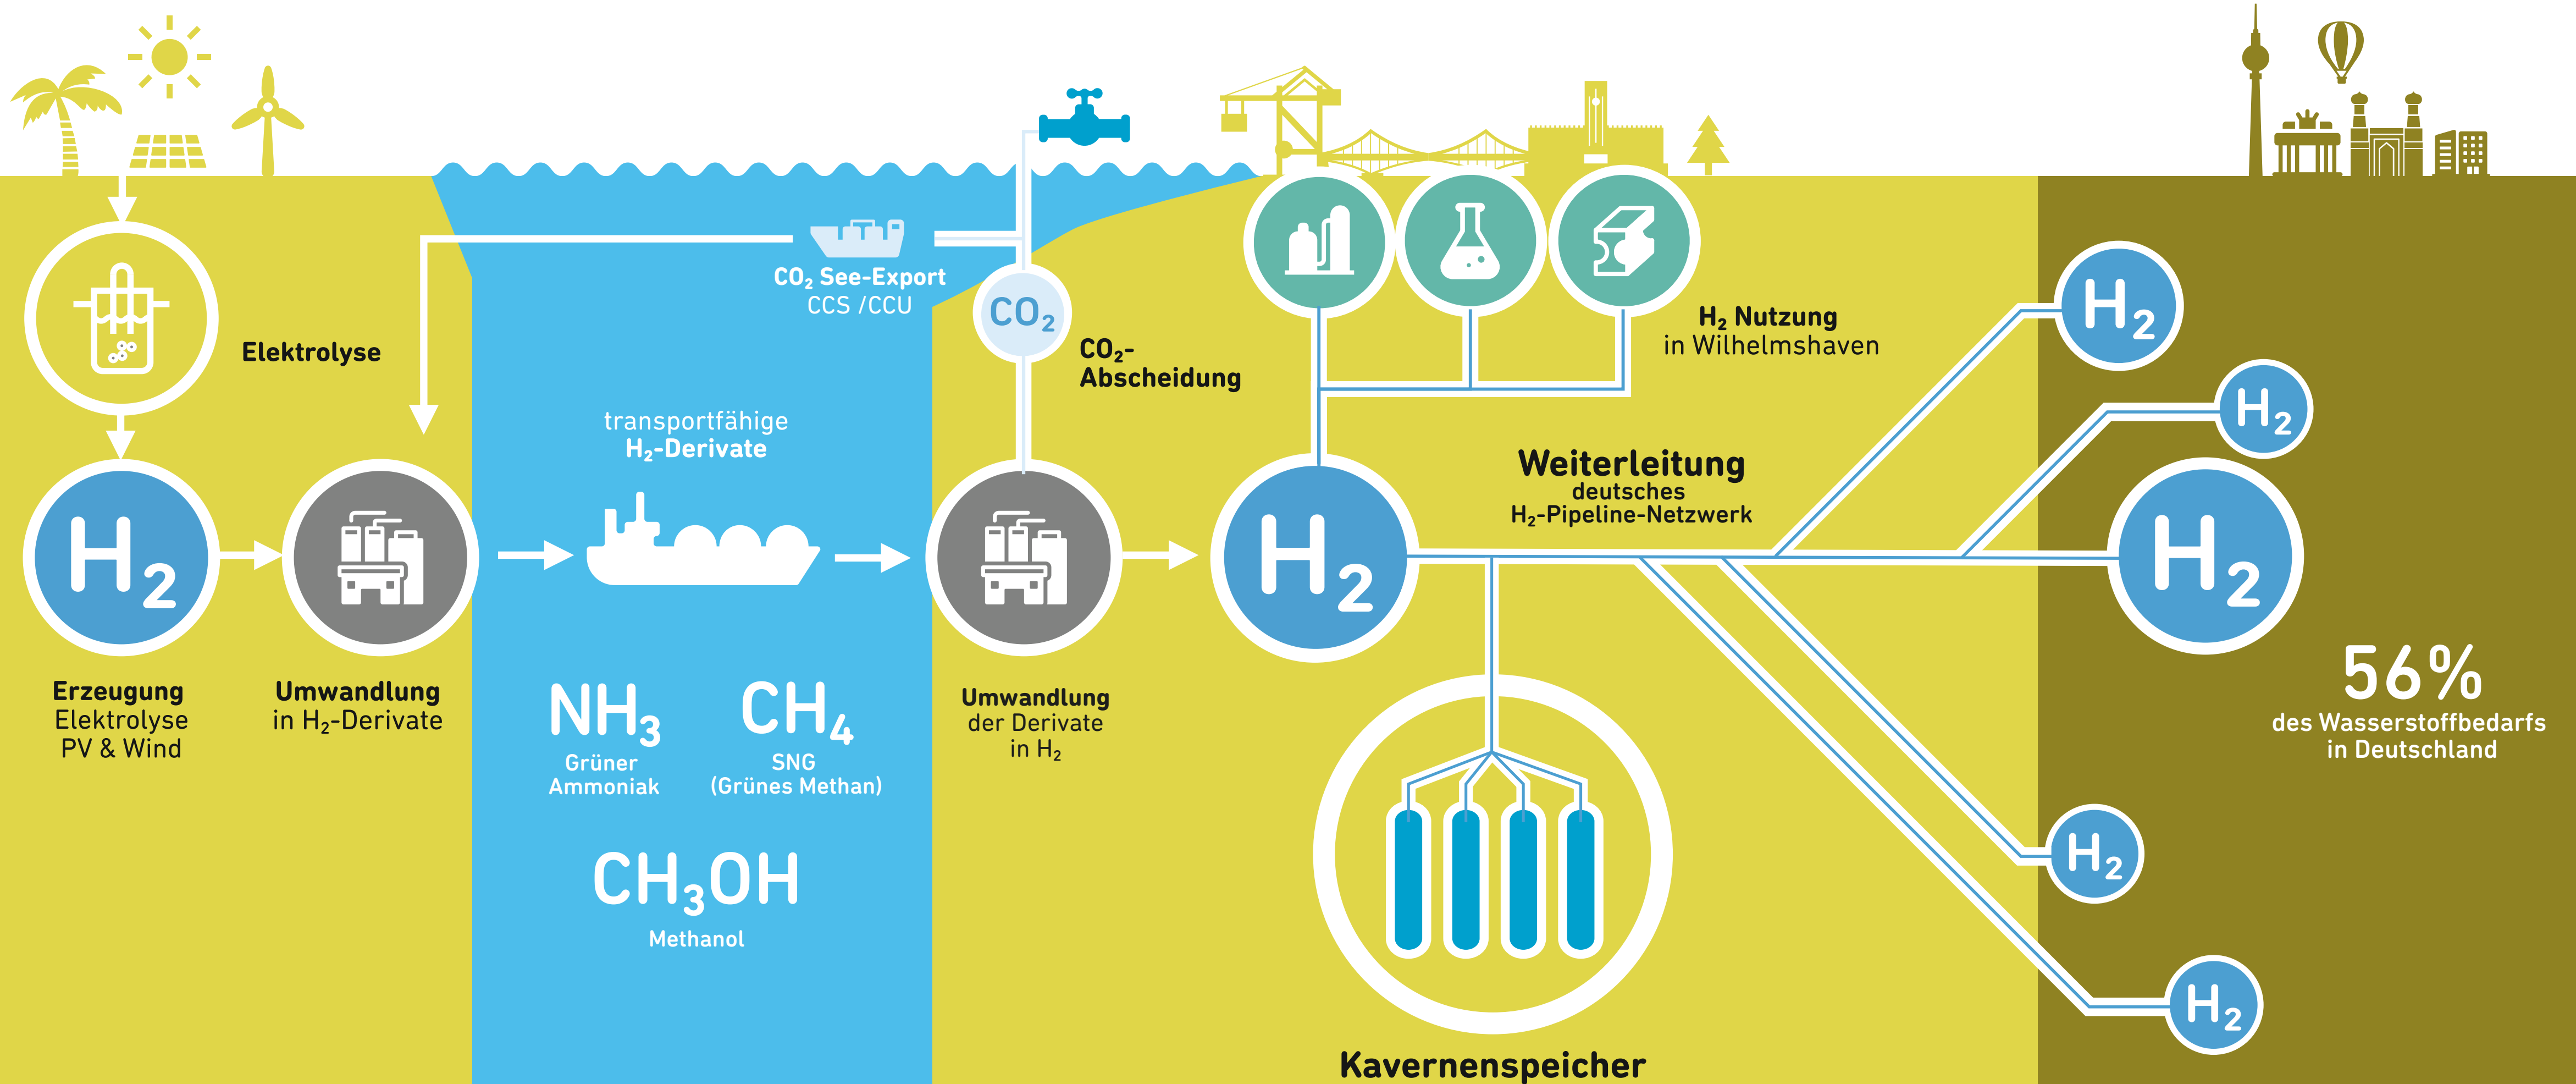 Elektrolyse
H₂
Erzeugung
Elektrolyse
PV & Wind
Umwandlung
in H₂-Derivate
CO₂ See-Export
CCS /CCU
transportfähige
H₂-Derivate
NH₃
Grüner
Ammoniak
CH₄
SNG
(Grünes Methan)
CH₃OH
Methanol
CO₂
CO₂-
Abscheidung
Umwandlung
der Derivate
in H₂
H₂
H₂ Nutzung
in Wilhelmshaven
Weiterleitung
deutsches
H₂-Pipeline-Netzwerk
Kavernenspeicher
H₂
H₂
H₂
H₂
H₂
56%
des Wasserstoffbedarfs
in Deutschland